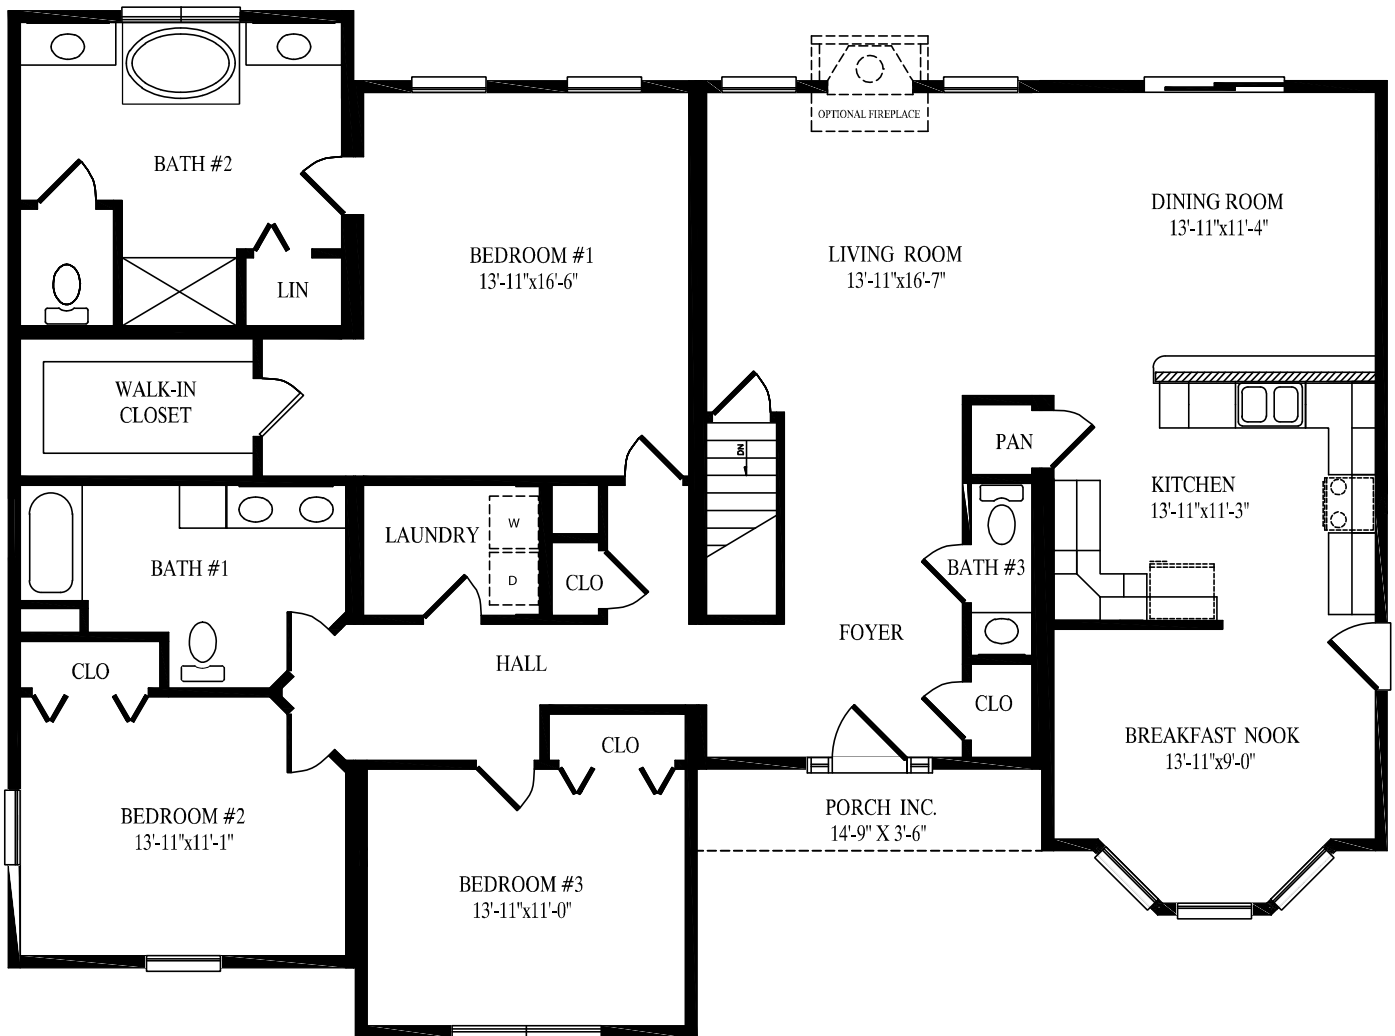 OPTIONAL FIREPLACE
BATH #2
DINING ROOM
13'-11"x11'-4"
BEDROOM #1
13'-11"x16'-6"
LIVING ROOM
13'-11"x16'-7"
LIN
WALK-IN
CLOSET
DN
PAN
KITCHEN
13'-11"x11'-3"
LAUNDRY
W
D
BATH #1
CLO
BATH #3
FOYER
HALL
CLO
CLO
BREAKFAST NOOK
13'-11"x9'-0"
CLO
BEDROOM #2
13'-11"x11'-1"
PORCH INC.
14'-9" X 3'-6"
BEDROOM #3
13'-11"x11'-0"